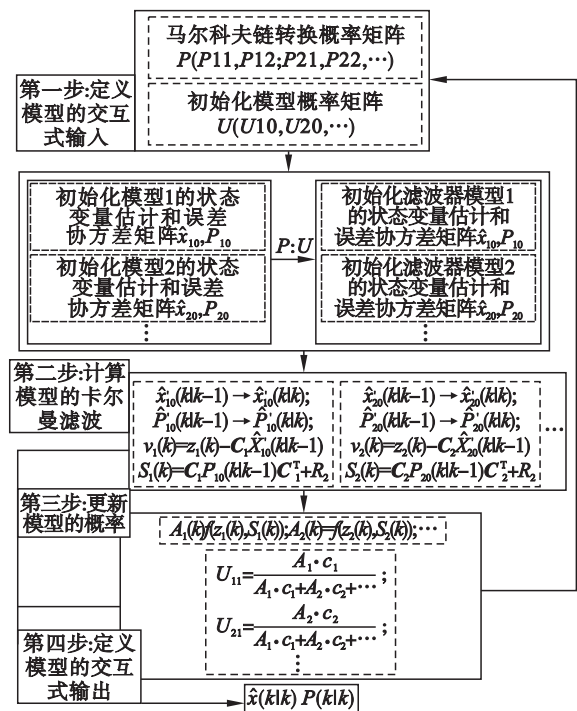 马尔科夫链转换概率矩阵
P(P11,P12;P21,P22,⋯)
第一步:定义
模型的交互
式输入
初始化模型概率矩阵
U(U10,U20,⋯)
初始化模型1的状态
变量估计和误差
协方差矩阵x̂₁₀,P₁₀
初始化模型2的状态
变量估计和误差
协方差矩阵x̂₂₀,P₂₀
⋮
P:U
初始化滤波器模型1
的状态变量估计和
误差协方差矩阵x̂₁₀,P₁₀
初始化滤波器模型2
的状态变量估计和
误差协方差矩阵x̂₂₀,P₂₀
⋮
第二步:计算
模型的卡尔
曼滤波
x̂'₁₀(k|k−1)→x̂'₁₀(k|k);
P̂'₁₀(k|k−1)→P̂'₁₀(k|k);
v₁(k)=z₁(k)−C₁X̂₁₀(k|k−1)
S₁(k)=C₁P₁₀(k|k−1)C₁ᵀ+R₂
x̂'₂₀(k|k−1)→x̂'₂₀(k|k);
P̂'₂₀(k|k−1)→P̂'₂₀(k|k);
v₂(k)=z₂(k)−C₂X̂₂₀(k|k−1)
S₂(k)=C₂P₂₀(k|k−1)C₂ᵀ+R₂
⋯
第三步:更新
模型的概率
A₁(k)f(z₁(k),S₁(k));A₂(k)=f(z₂(k),S₂(k);⋯
U₁₁=A₁·c₁/A₁·c₁+A₂·c₂+⋯;
U₂₁=A₂·c₂/A₁·c₁+A₂·c₂+⋯;
⋮
第四步:定义
模型的交互
式输出
x̂(k|k) P(k|k)